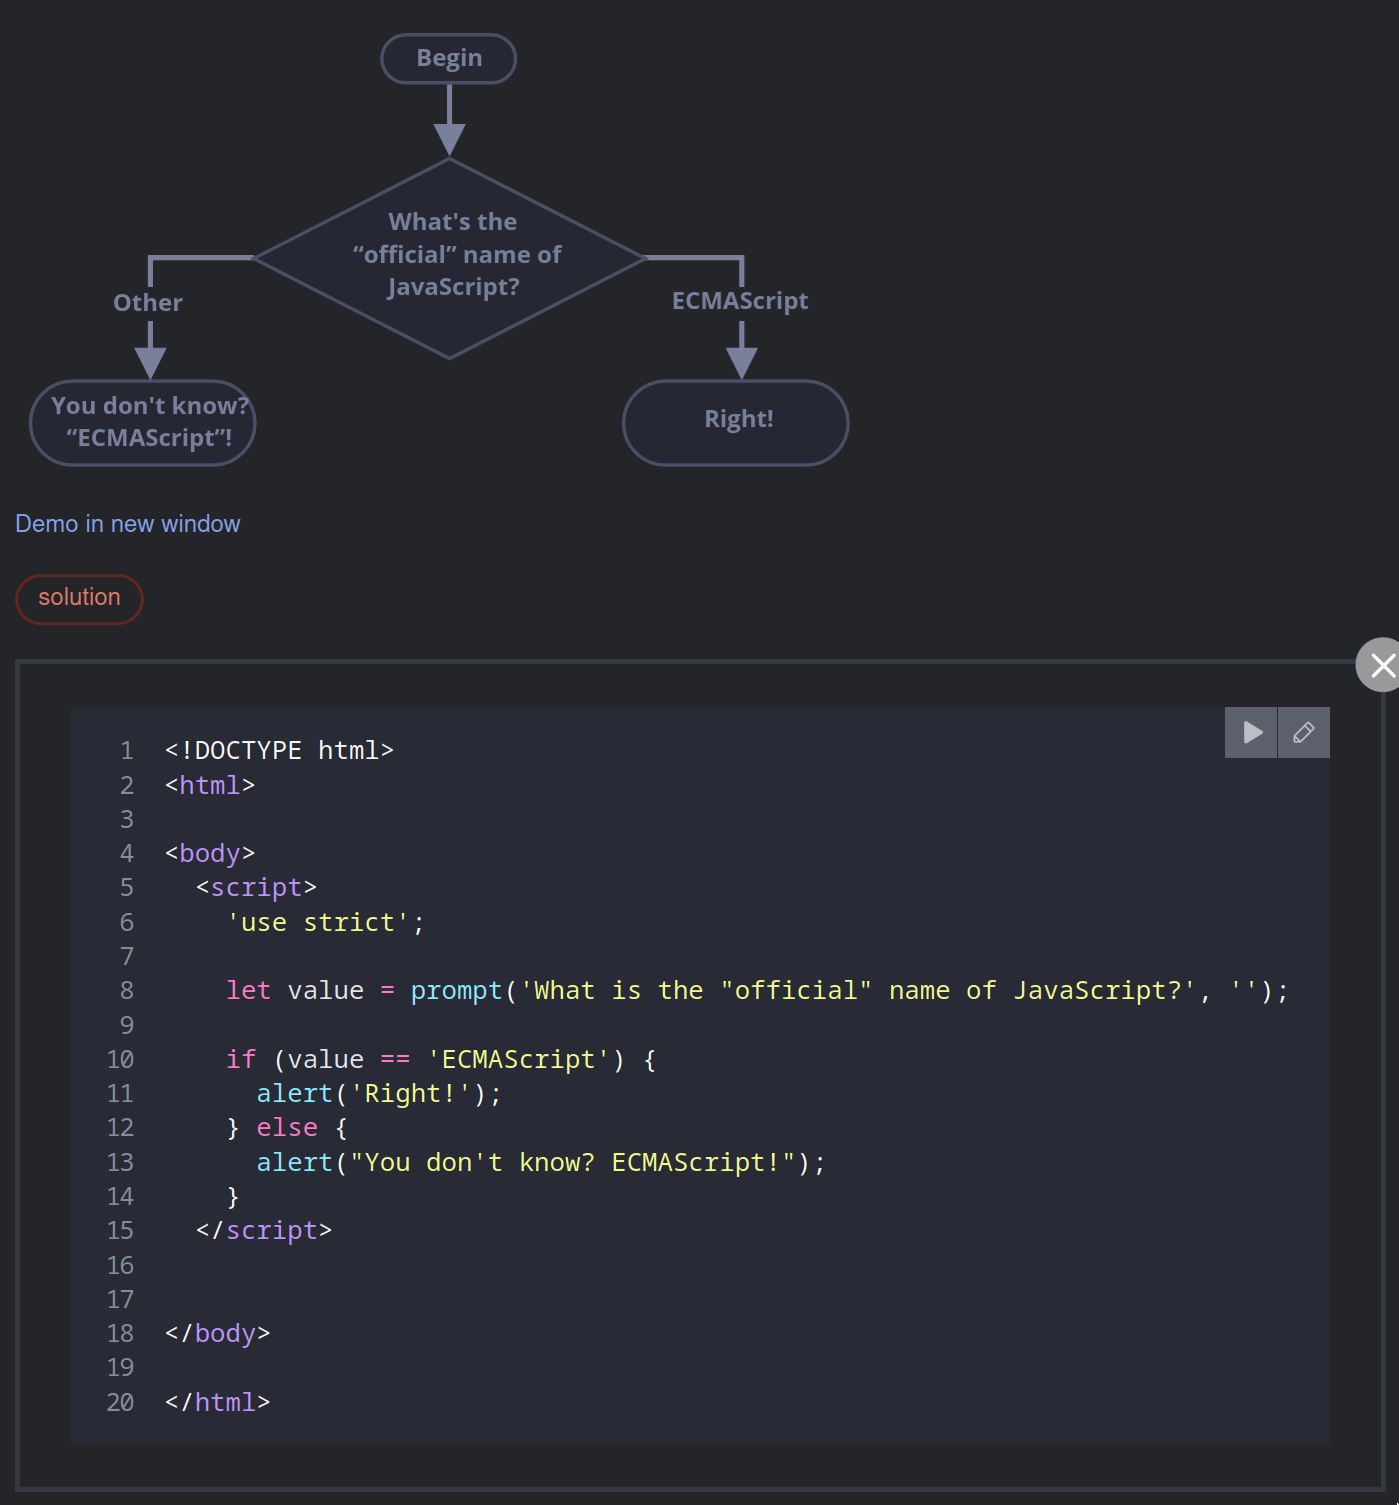 Begin
What's the
“official” name of
JavaScript?
Other
ECMAScript
You don't know?
“ECMAScript”!
Right!
Demo in new window
solution
1 <!DOCTYPE html>
2 <html>
3
4 <body>
5   <script>
6     'use strict';
7
8     let value = prompt('What is the "official" name of JavaScript?', '');
9
10     if (value == 'ECMAScript') {
11       alert('Right!');
12     } else {
13       alert("You don't know? ECMAScript!");
14     }
15   </script>
16
17
18 </body>
19
20 </html>